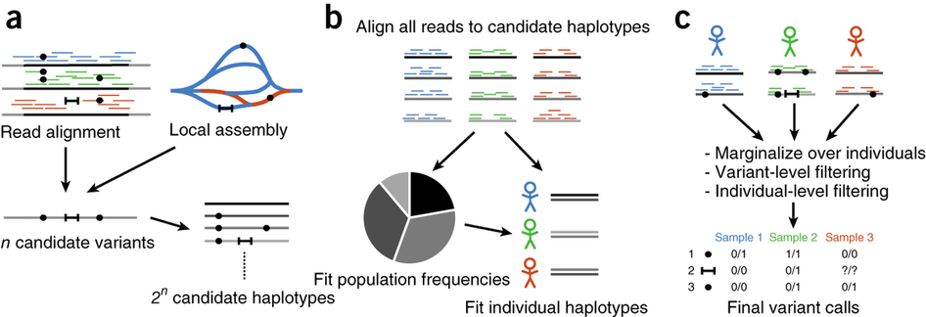 a
Read alignment
Local assembly
n candidate variants
2ⁿ candidate haplotypes
b
Align all reads to candidate haplotypes
Fit population frequencies
Fit individual haplotypes
c
- Marginalize over individuals
- Variant-level filtering
- Individual-level filtering
Sample 1 Sample 2 Sample 3
1 0/1 1/1 0/0
2 0/0 0/1 ?/?
3 0/0 0/1 0/1
Final variant calls